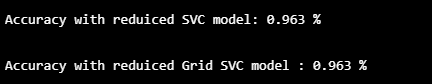 Accuracy with reduiced SVC model: 0.963 %
Accuracy with reduiced Grid SVC model : 0.963 %